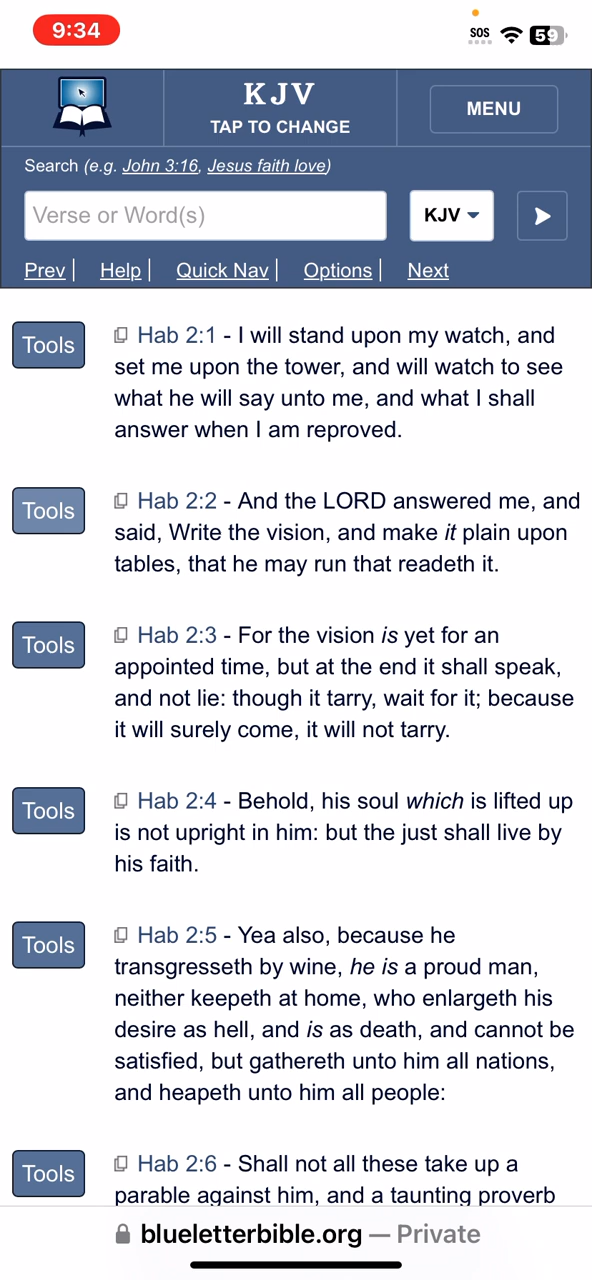 9:34
SOS
59
KJV
TAP TO CHANGE
MENU
Search (e.g. John 3:16, Jesus faith love)
Verse or Word(s)
KJV
Prev | Help | Quick Nav | Options | Next
Tools
Hab 2:1 - I will stand upon my watch, and
set me upon the tower, and will watch to see
what he will say unto me, and what I shall
answer when I am reproved.
Tools
Hab 2:2 - And the LORD answered me, and
said, Write the vision, and make it plain upon
tables, that he may run that readeth it.
Tools
Hab 2:3 - For the vision is yet for an
appointed time, but at the end it shall speak,
and not lie: though it tarry, wait for it; because
it will surely come, it will not tarry.
Tools
Hab 2:4 - Behold, his soul which is lifted up
is not upright in him: but the just shall live by
his faith.
Tools
Hab 2:5 - Yea also, because he
transgresseth by wine, he is a proud man,
neither keepeth at home, who enlargeth his
desire as hell, and is as death, and cannot be
satisfied, but gathereth unto him all nations,
and heapeth unto him all people:
Tools
Hab 2:6 - Shall not all these take up a
parable against him, and a taunting proverb
blueletterbible.org — Private